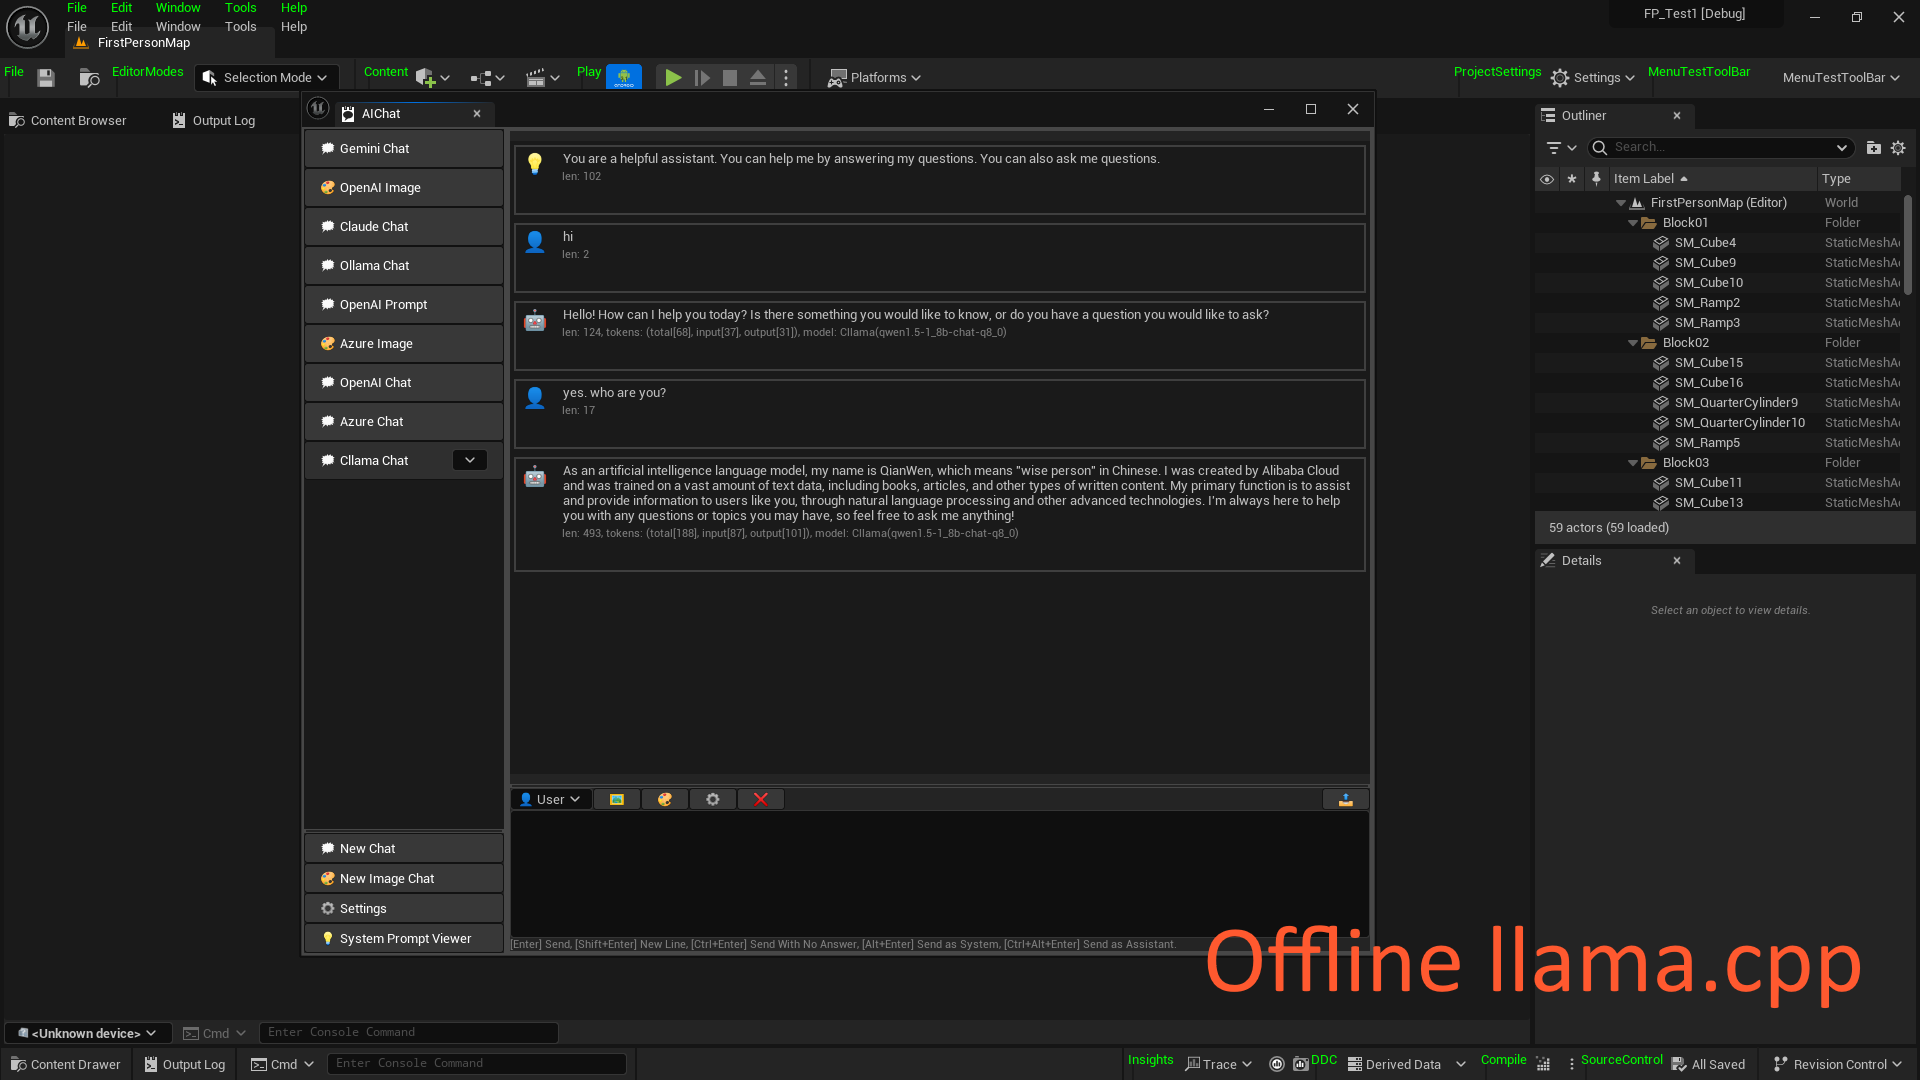 File Edit Window Tools Help
File Edit Window Tools Help
FP_Test1 [Debug]
FirstPersonMap
File
EditorModes
Selection Mode
Content
Play
Platforms
ProjectSettings
Settings
MenuTestToolBar
MenuTestToolBar
Content Browser
Output Log
AIChat
Gemini Chat
OpenAI Image
Claude Chat
Ollama Chat
OpenAI Prompt
Azure Image
OpenAI Chat
Azure Chat
Cllama Chat
New Chat
New Image Chat
Settings
System Prompt Viewer
You are a helpful assistant. You can help me by answering my questions. You can also ask me questions.
len: 102
hi
len: 2
Hello! How can I help you today? Is there something you would like to know, or do you have a question you would like to ask?
len: 124, tokens: (total[68], input[37], output[31]), model: Cllama(qwen1.5-1_8b-chat-q8_0)
yes. who are you?
len: 17
As an artificial intelligence language model, my name is QianWen, which means "wise person" in Chinese. I was created by Alibaba Cloud
and was trained on a vast amount of text data, including books, articles, and other types of written content. My primary function is to assist
and provide information to users like you, through natural language processing and other advanced technologies. I'm always here to help
you with any questions or topics you may have, so feel free to ask me anything!
len: 493, tokens: (total[188], input[87], output[101]), model: Cllama(qwen1.5-1_8b-chat-q8_0)
User
[Enter] Send, [Shift+Enter] New Line, [Ctrl+Enter] Send With No Answer, [Alt+Enter] Send as System, [Ctrl+Alt+Enter] Send as Assistant.
Outliner
Search...
Item Label Type
FirstPersonMap (Editor) World
Block01 Folder
SM_Cube4 StaticMeshA
SM_Cube9 StaticMeshA
SM_Cube10 StaticMeshA
SM_Ramp2 StaticMeshA
SM_Ramp3 StaticMeshA
Block02 Folder
SM_Cube15 StaticMeshA
SM_Cube16 StaticMeshA
SM_QuarterCylinder9 StaticMeshA
SM_QuarterCylinder10 StaticMeshA
SM_Ramp5 StaticMeshA
Block03 Folder
SM_Cube11 StaticMeshA
SM_Cube13 StaticMeshA
59 actors (59 loaded)
Details
Select an object to view details.
Offline llama.cpp
<Unknown device>
Cmd
Enter Console Command
Content Drawer
Output Log
Cmd
Enter Console Command
Insights
Trace
DDC
Derived Data
Compile
SourceControl
All Saved
Revision Control